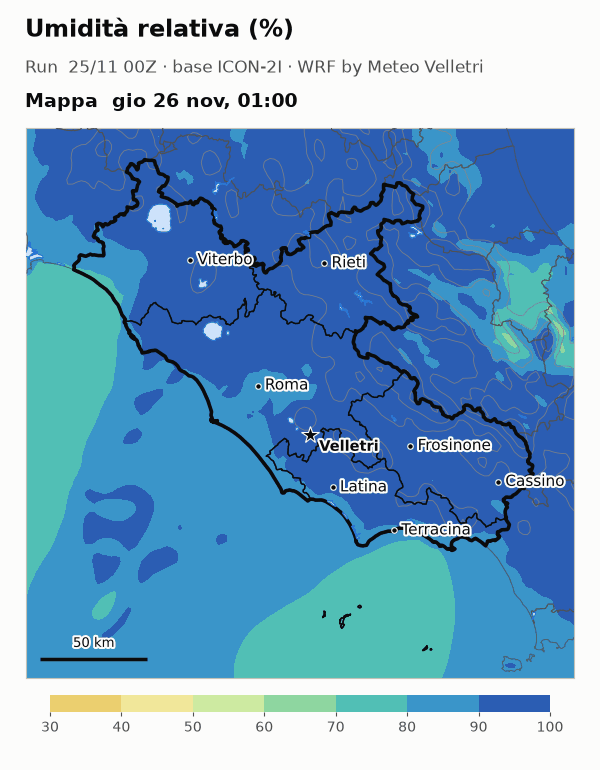 Umidità relativa (%)
Run  25/11 00Z · base ICON-2I · WRF by Meteo Velletri
Mappa  gio 26 nov, 01:00
Viterbo
Rieti
Roma
Velletri
Frosinone
Cassino
Latina
Terracina
50 km
30 40 50 60 70 80 90 100